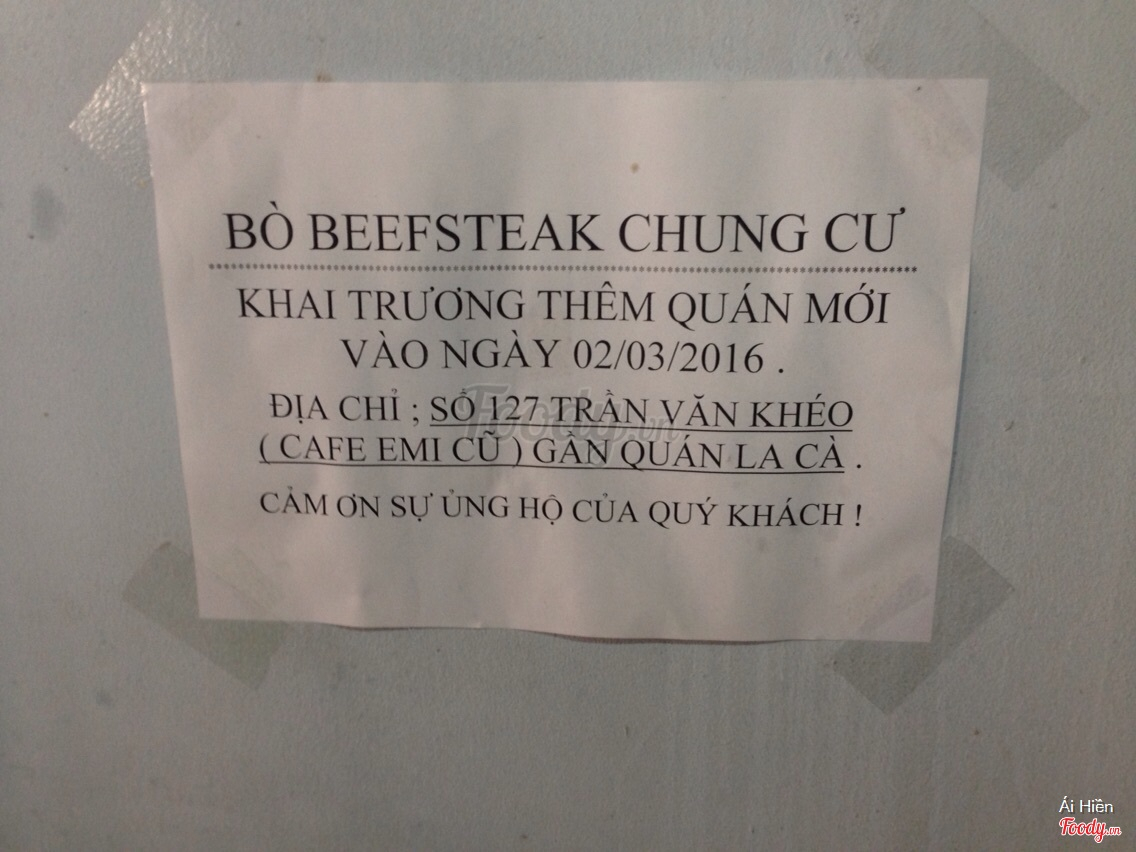 BÒ BEEFSTEAK CHUNG CƯ
KHAI TRƯƠNG THÊM QUÁN MỚI
VÀO NGÀY 02/03/2016 .
ĐỊA CHỈ ; SỐ 127 TRẦN VĂN KHÉO
( CAFE EMI CŨ ) GẦN QUÁN LA CÀ .
CẢM ƠN SỰ ỦNG HỘ CỦA QUÝ KHÁCH !
Foody.vn
Ái Hiền
Foody.vn